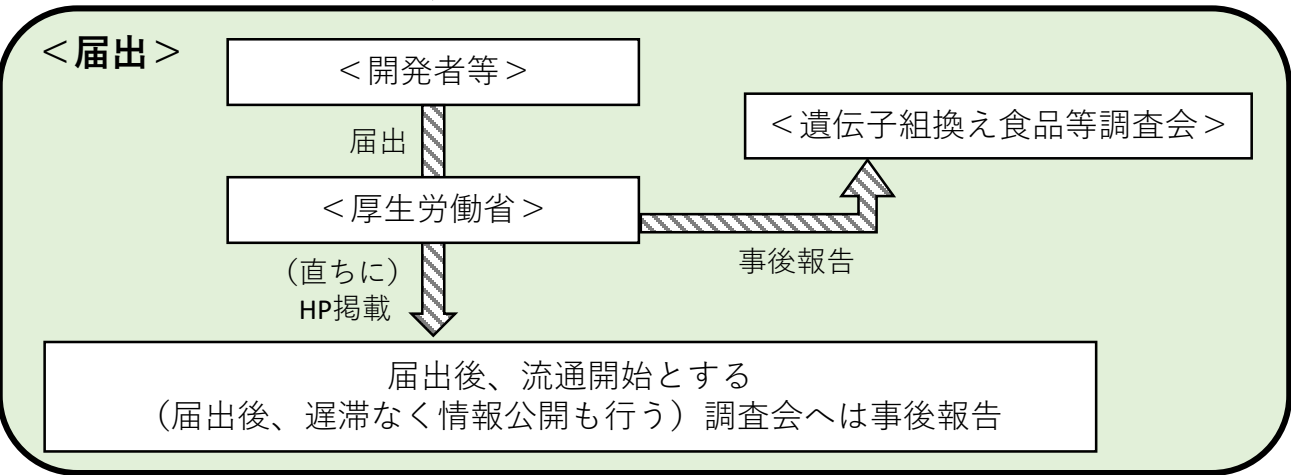 ＜届出＞
＜開発者等＞
届出
＜遺伝子組換え食品等調査会＞
＜厚生労働省＞
事後報告
（直ちに）
HP掲載
届出後、流通開始とする
（届出後、遅滞なく情報公開も行う）調査会へは事後報告